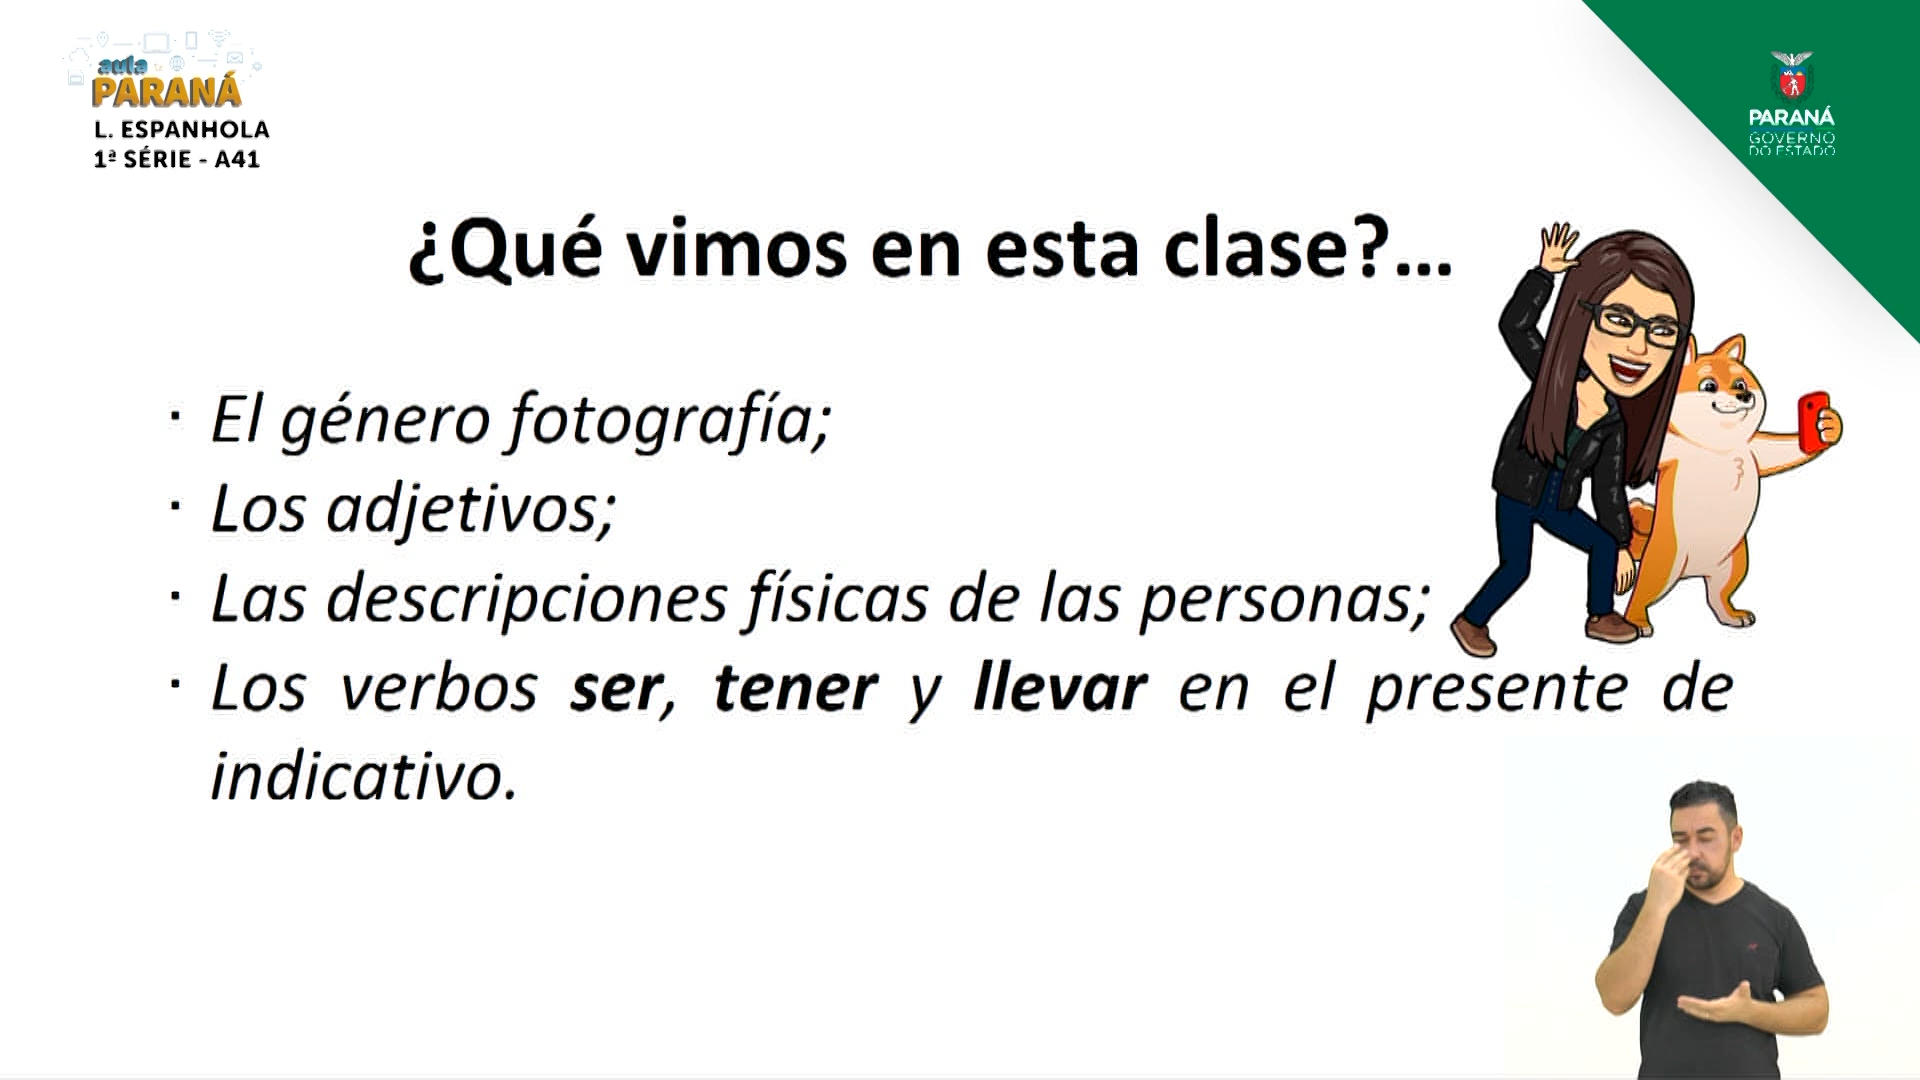 aula
PARANÁ
L. ESPANHOLA
1ª SÉRIE - A41
PARANÁ
GOVERNO
DO ESTADO
¿Qué vimos en esta clase?...
· El género fotografía;
· Los adjetivos;
· Las descripciones físicas de las personas;
· Los verbos ser, tener y llevar en el presente de
indicativo.